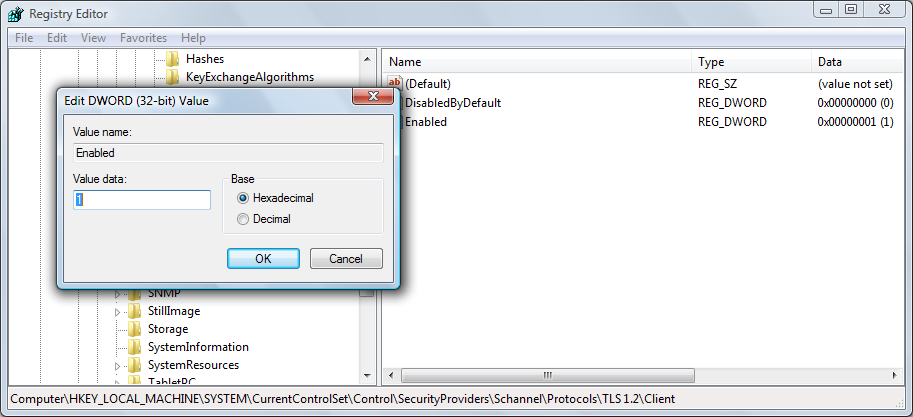 Registry Editor
File Edit View Favorites Help
Hashes
KeyExchangeAlgorithms
Name Type Data
ab (Default) REG_SZ (value not set)
DisabledByDefault REG_DWORD 0x00000000 (0)
Enabled REG_DWORD 0x00000001 (1)
Edit DWORD (32-bit) Value
Value name:
Enabled
Value data:
1
Base
Hexadecimal
Decimal
OK Cancel
SNMP
StillImage
Storage
SystemInformation
SystemResources
TabletPC
Computer\HKEY_LOCAL_MACHINE\SYSTEM\CurrentControlSet\Control\SecurityProviders\Schannel\Protocols\TLS 1.2\Client